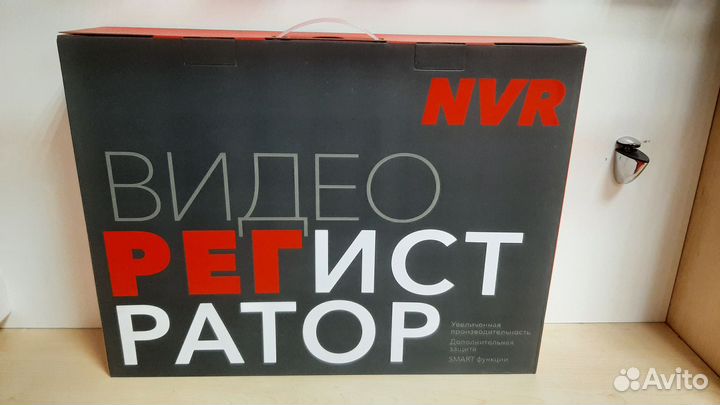 NVR
ВИДЕО
РЕГИСТ
РАТОР
Увеличенная
производительность
Дополнительная
защита
SMART функции
Avito